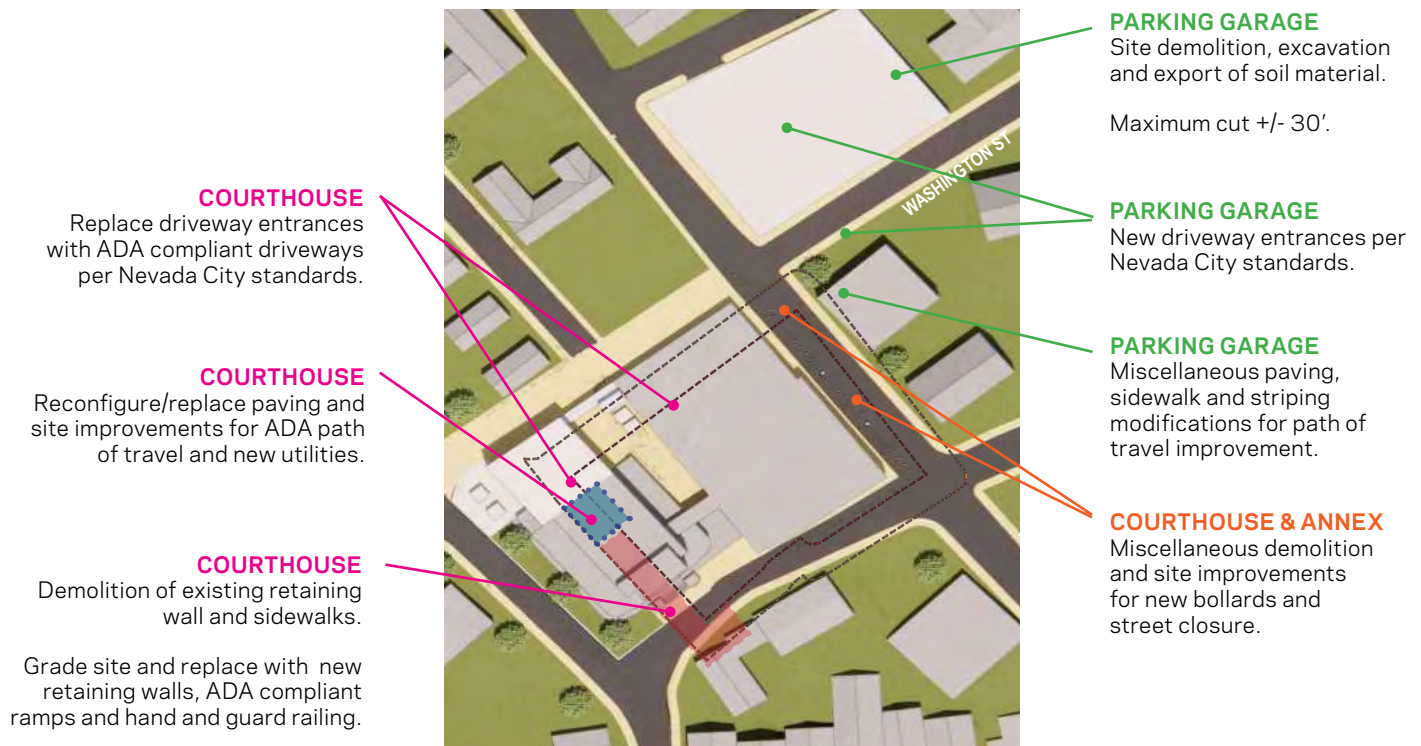 COURTHOUSE
Replace driveway entrances
with ADA compliant driveways
per Nevada City standards.
COURTHOUSE
Reconfigure/replace paving and
site improvements for ADA path
of travel and new utilities.
COURTHOUSE
Demolition of existing retaining
wall and sidewalks.
Grade site and replace with new
retaining walls, ADA compliant
ramps and hand and guard railing.
WASHINGTON ST
PARKING GARAGE
Site demolition, excavation
and export of soil material.
Maximum cut +/- 30’.
PARKING GARAGE
New driveway entrances per
Nevada City standards.
PARKING GARAGE
Miscellaneous paving,
sidewalk and striping
modifications for path of
travel improvement.
COURTHOUSE & ANNEX
Miscellaneous demolition
and site improvements
for new bollards and
street closure.